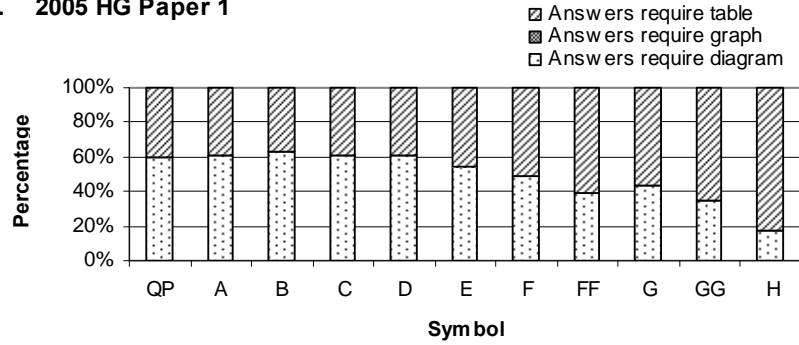 . 2005 HG Paper 1
Answers require table
Answers require graph
Answers require diagram
100%
80%
60%
40%
20%
0%
Percentage
QP A B C D E F FF G GG H
Symbol